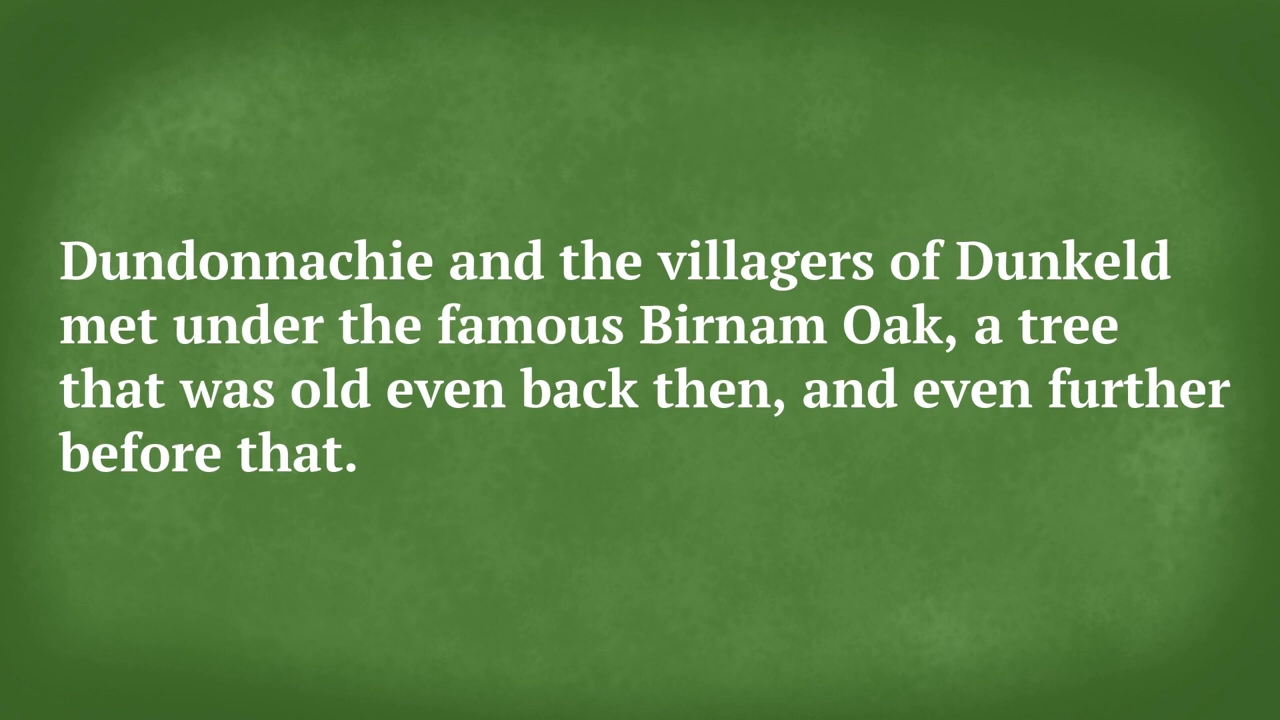 Dundonnachie and the villagers of Dunkeld
met under the famous Birnam Oak, a tree
that was old even back then, and even further
before that.